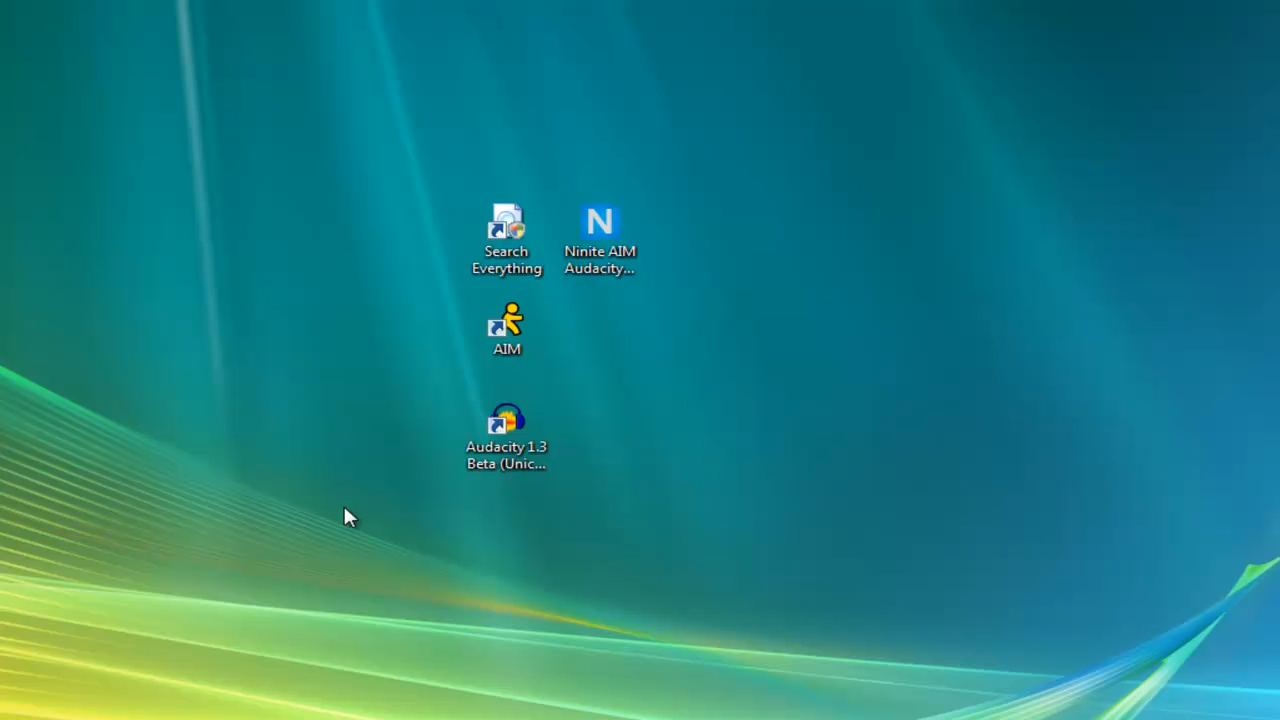 Search
Everything
N
Ninite AIM
Audacity...
AIM
Audacity 1.3
Beta (Unic...